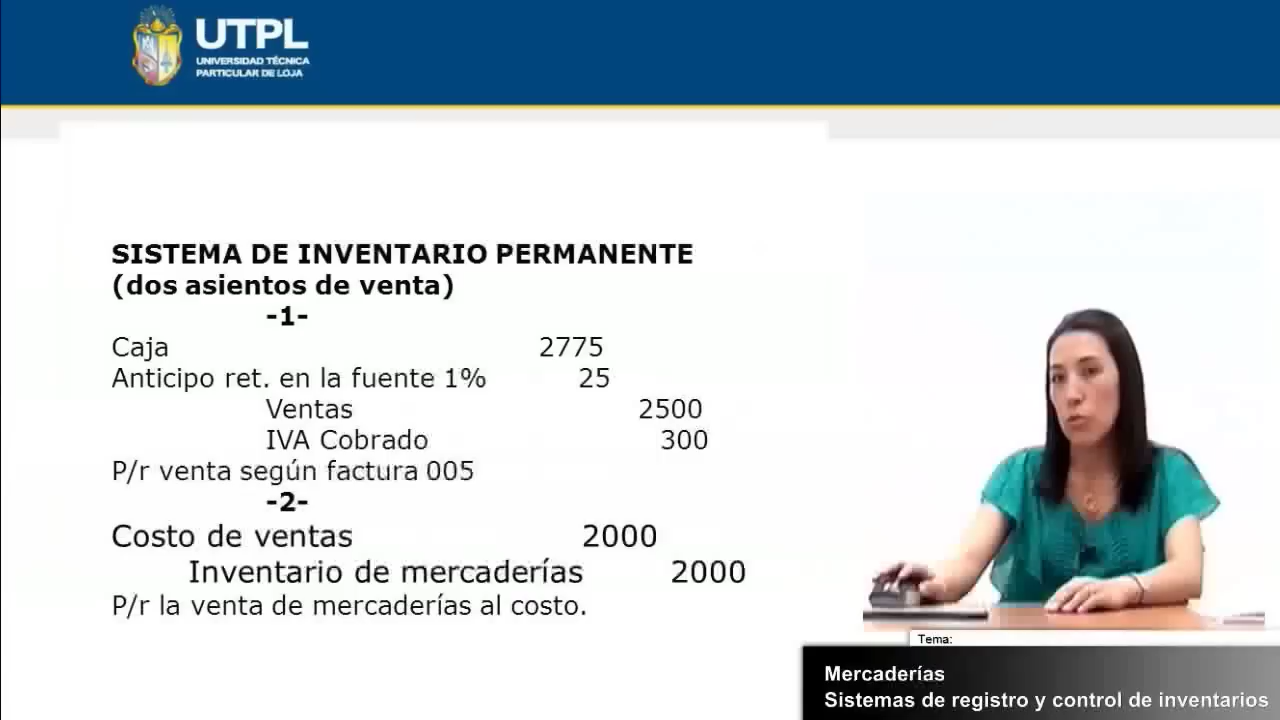 UTPL
UNIVERSIDAD TÉCNICA
PARTICULAR DE LOJA
SISTEMA DE INVENTARIO PERMANENTE
(dos asientos de venta)
-1-
Caja 2775
Anticipo ret. en la fuente 1% 25
Ventas 2500
IVA Cobrado 300
P/r venta según factura 005
-2-
Costo de ventas 2000
Inventario de mercaderías 2000
P/r la venta de mercaderías al costo.
Tema:
Mercaderías
Sistemas de registro y control de inventarios